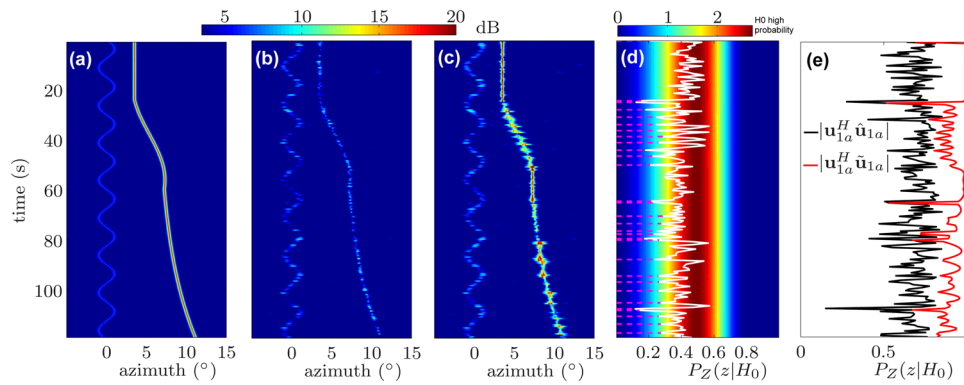 5 10 15 20
dB
0 1 2 3
H0 high
probability
(a) (b) (c) (d) (e)
20
40
60
80
100
time (s)
|u_{1a}^H û_{1a}|
|u_{1a}^H ũ_{1a}|
0 5 10 15
azimuth (°)
0 5 10 15
azimuth (°)
0 5 10 15
azimuth (°)
0.2 0.4 0.6 0.8
P_Z(z|H_0)
0.5
P_Z(z|H_0)